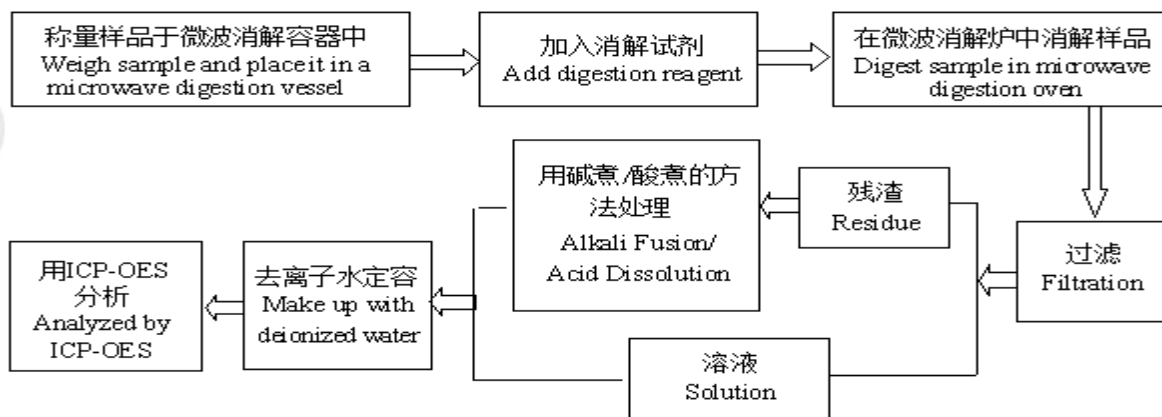 称量样品于微波消解容器中
Weigh sample and place it in a
microwave digestion vessel
加入消解试剂
Add digestion reagent
在微波消解炉中消解样品
Digest sample in microwave
digestion oven
过滤
Filtration
残渣
Residue
用碱煮/酸煮的方
法处理
Alkali Fusion/
Acid Dissolution
溶液
Solution
去离子水定容
Make up with
deionized water
用ICP-OES
分析
Analyzed by
ICP-OES